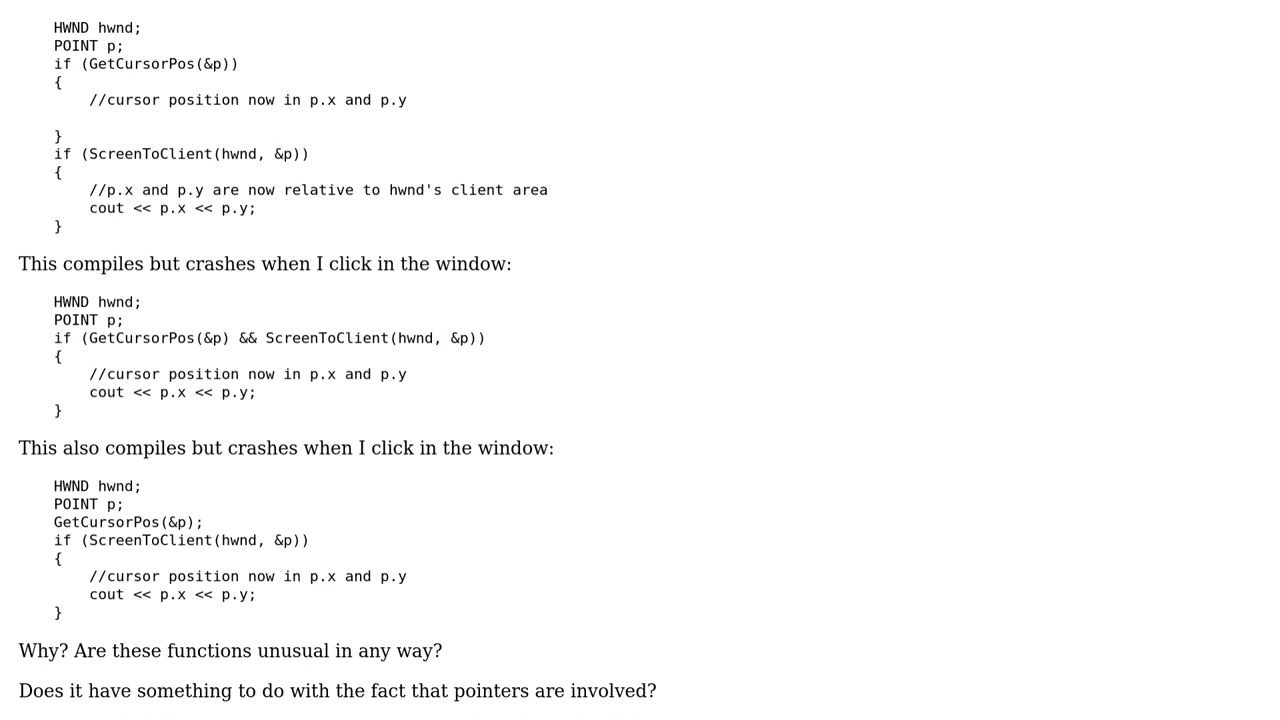 HWND hwnd;
POINT p;
if (GetCursorPos(&p))
{
    //cursor position now in p.x and p.y

}
if (ScreenToClient(hwnd, &p))
{
    //p.x and p.y are now relative to hwnd's client area
    cout << p.x << p.y;
}
This compiles but crashes when I click in the window:
HWND hwnd;
POINT p;
if (GetCursorPos(&p) && ScreenToClient(hwnd, &p))
{
    //cursor position now in p.x and p.y
    cout << p.x << p.y;
}
This also compiles but crashes when I click in the window:
HWND hwnd;
POINT p;
GetCursorPos(&p);
if (ScreenToClient(hwnd, &p))
{
    //cursor position now in p.x and p.y
    cout << p.x << p.y;
}
Why? Are these functions unusual in any way?
Does it have something to do with the fact that pointers are involved?